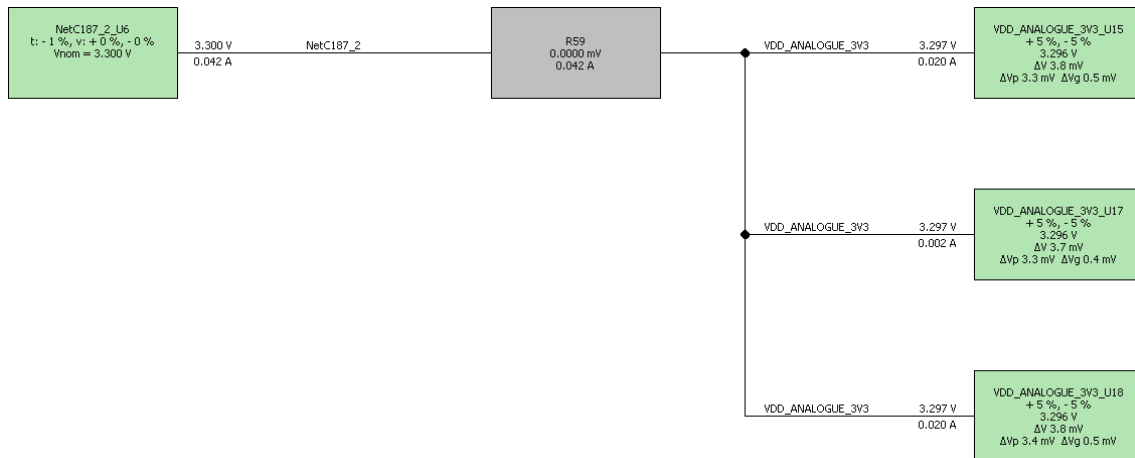 NetC187_2_U6
t: - 1 %, v: + 0 %, - 0 %
Vnom = 3.300 V
3.300 V
NetC187_2
0.042 A
R59
0.0000 mV
0.042 A
VDD_ANALOGUE_3V3
3.297 V
0.020 A
VDD_ANALOGUE_3V3_U15
+ 5 %, - 5 %
3.296 V
ΔV 3.8 mV
ΔVp 3.3 mV ΔVg 0.5 mV
VDD_ANALOGUE_3V3
3.297 V
0.002 A
VDD_ANALOGUE_3V3_U17
+ 5 %, - 5 %
3.296 V
ΔV 3.7 mV
ΔVp 3.3 mV ΔVg 0.4 mV
VDD_ANALOGUE_3V3
3.297 V
0.020 A
VDD_ANALOGUE_3V3_U18
+ 5 %, - 5 %
3.296 V
ΔV 3.8 mV
ΔVp 3.4 mV ΔVg 0.5 mV